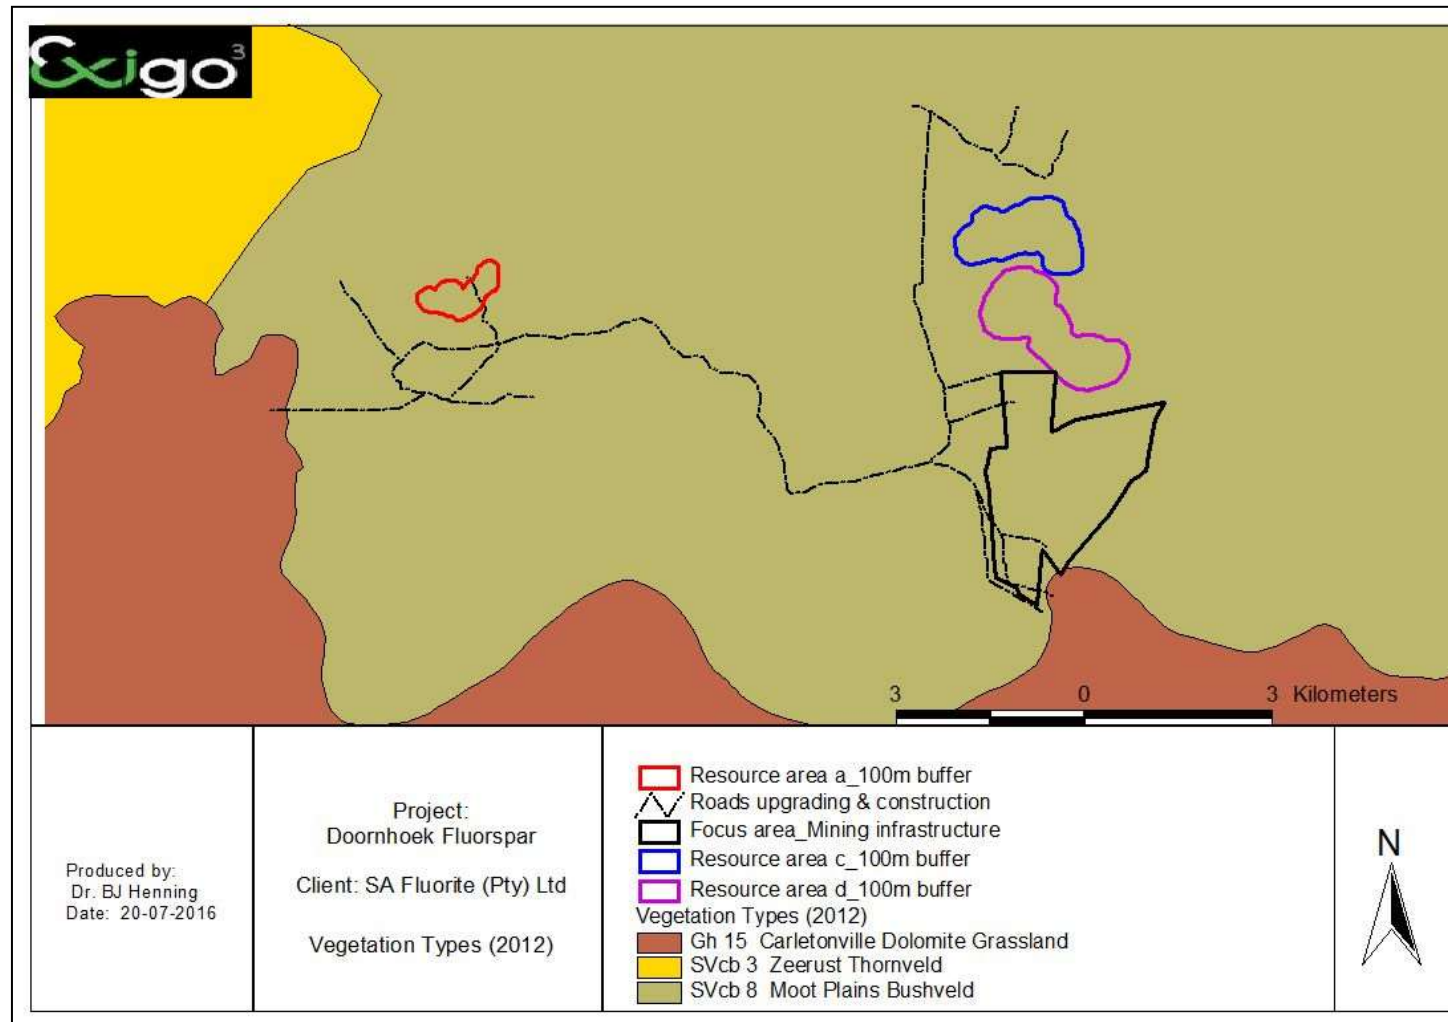 Exigo3
3 0 3 Kilometers
Produced by:
Dr. BJ Henning
Date: 20-07-2016
Project:
Doornhoek Fluorspar
Client: SA Fluorite (Pty) Ltd
Vegetation Types (2012)
Resource area a_100m buffer
Roads upgrading & construction
Focus area_Mining infrastructure
Resource area c_100m buffer
Resource area d_100m buffer
Vegetation Types (2012)
Gh 15 Carletonville Dolomite Grassland
SVcb 3 Zeerust Thornveld
SVcb 8 Moot Plains Bushveld
N